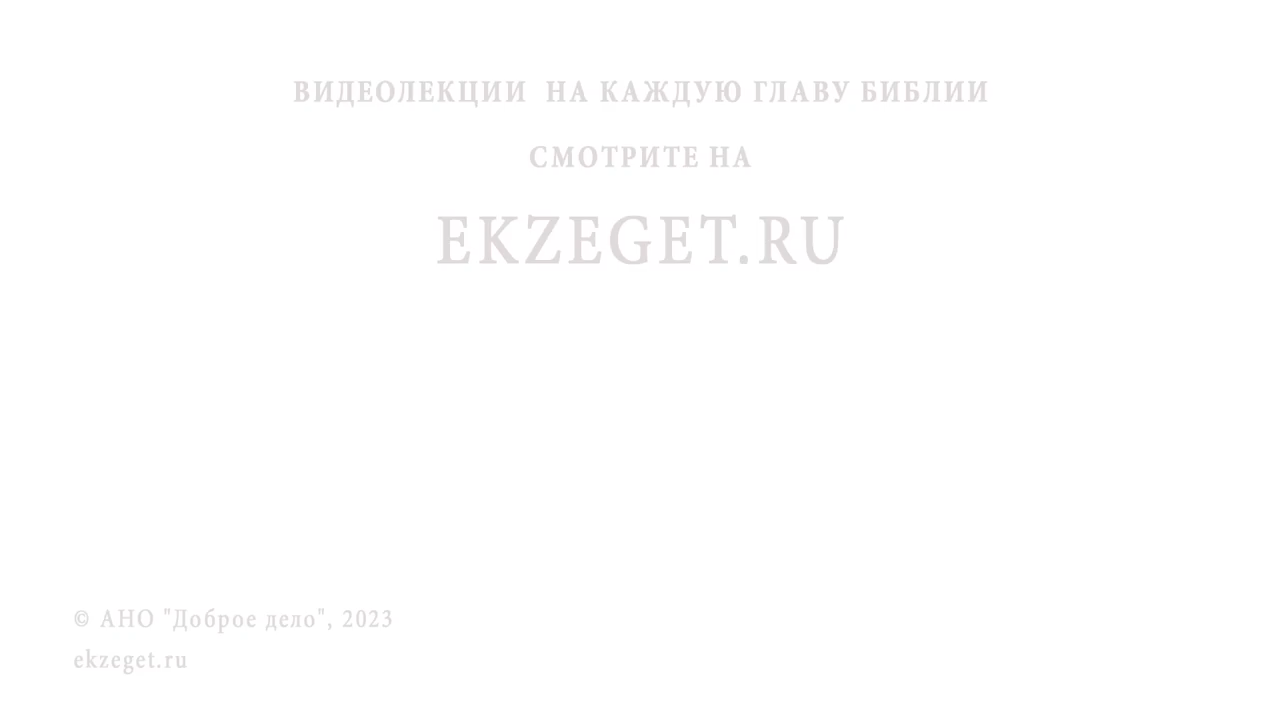 ВИДЕОЛЕКЦИИ НА КАЖДУЮ ГЛАВУ БИБЛИИ
СМОТРИТЕ НА
EKZEGET.RU
© АНО "Доброе дело", 2023
ekzeget.ru